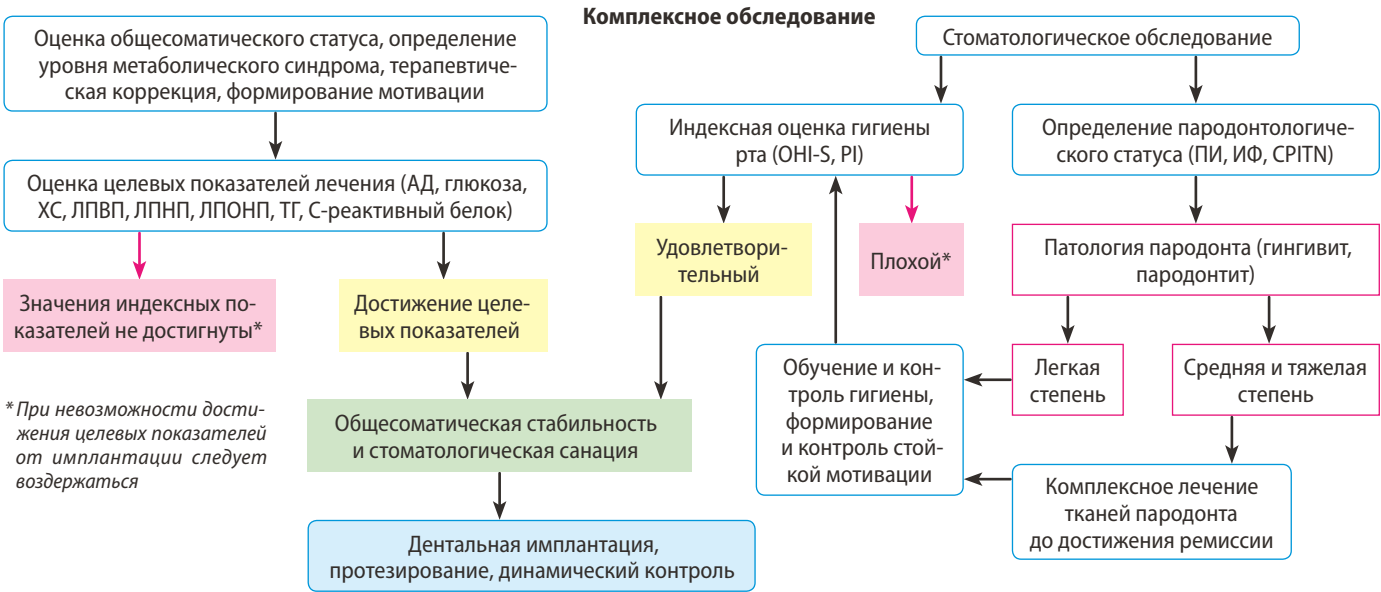 Комплексное обследование
Оценка общесоматического статуса, определение
уровня метаболического синдрома, терапевтиче-
ская коррекция, формирование мотивации
Оценка целевых показателей лечения (АД, глюкоза,
ХС, ЛПВП, ЛПНП, ЛПОНП, ТГ, С-реактивный белок)
Значения индексных по-
казателей не достигнуты*
Достижение целе-
вых показателей
Стоматологическое обследование
Индексная оценка гигиены
рта (OHI-S, PI)
Удовлетвори-
тельный
Плохой*
Определение пародонтологиче-
ского статуса (ПИ, ИФ, CPITN)
Патология пародонта (гингивит,
пародонтит)
Легкая
степень
Средняя и тяжелая
степень
Обучение и кон-
троль гигиены,
формирование
и контроль стой-
кой мотивации
Комплексное лечение
тканей пародонта
до достижения ремиссии
Общесоматическая стабильность
и стоматологическая санация
Дентальная имплантация,
протезирование, динамический контроль
* При невозможности дости-
жения целевых показателей
от имплантации следует
воздержаться